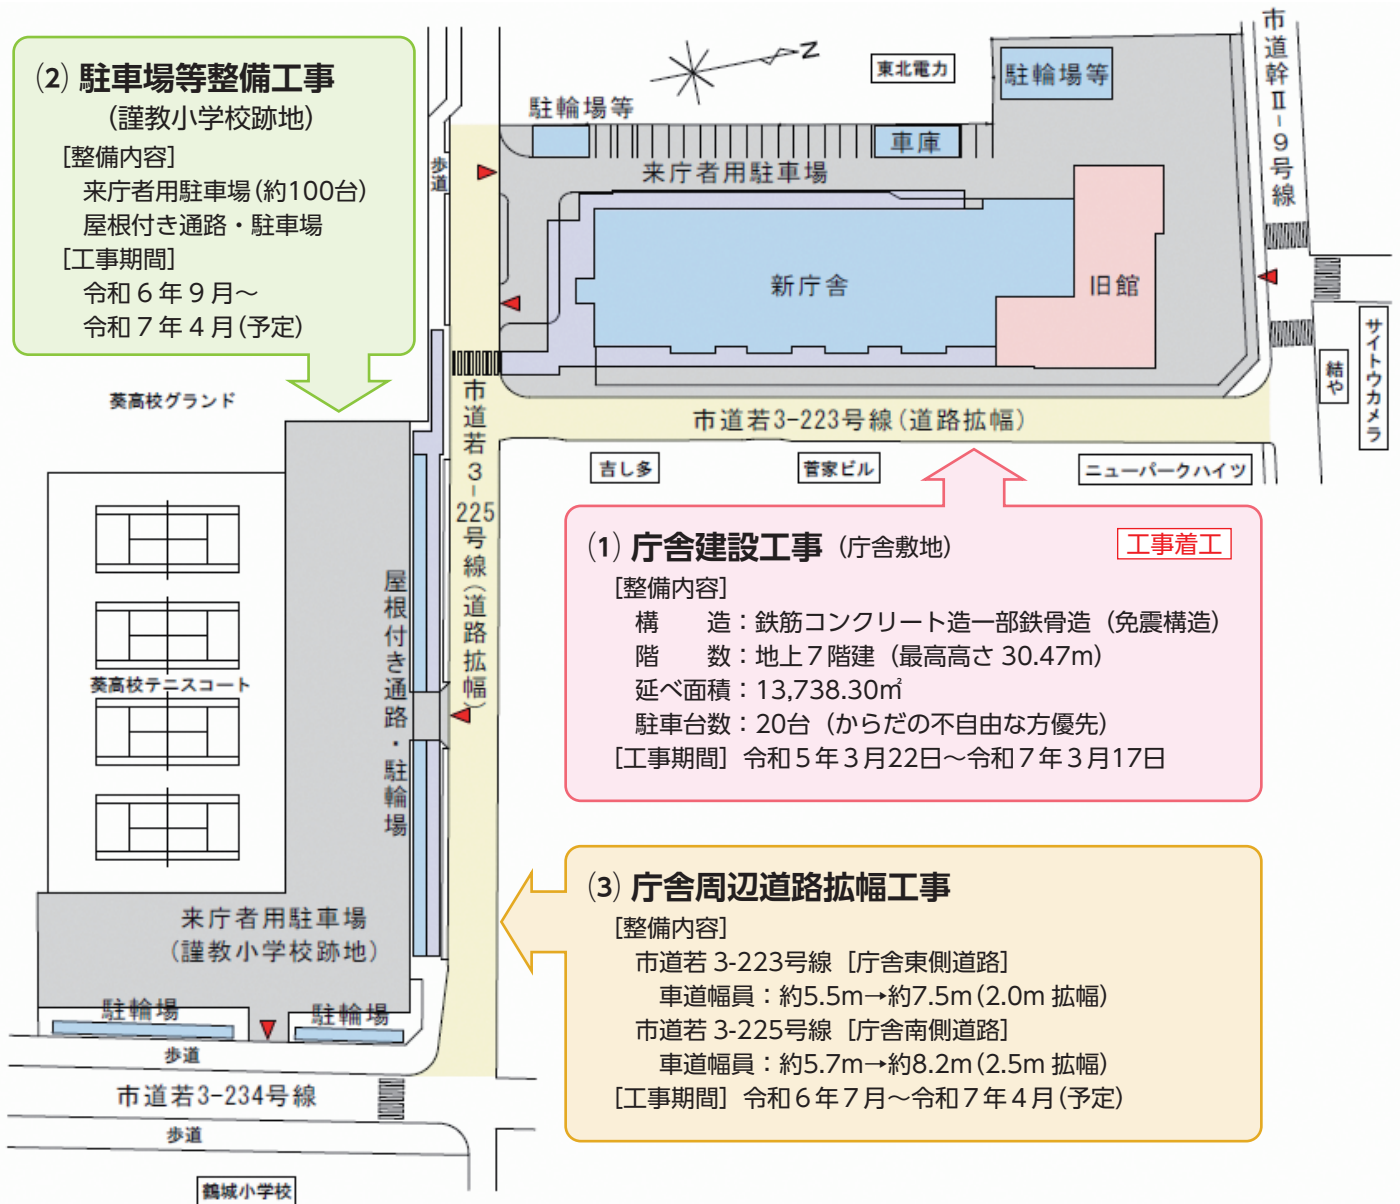 ⑵ 駐車場等整備工事
(謹教小学校跡地)
[整備内容]
来庁者用駐車場(約100台)
屋根付き通路・駐車場
[工事期間]
令和6年9月～
令和7年4月(予定)
N
東北電力
駐輪場等
駐輪場等
車庫
来庁者用駐車場
歩道
市道幹Ⅱ-9号線
新庁舎
旧館
サイトウカメラ
結や
市道若3-223号線(道路拡幅)
吉し多
菅家ビル
ニューパークハイツ
葵高校グランド
市道若3-225号線(道路拡幅)
屋根付き通路・駐輪場
葵高校テニスコート
⑴ 庁舎建設工事 (庁舎敷地)
工事着工
[整備内容]
構　　造：鉄筋コンクリート造一部鉄骨造（免震構造）
階　　数：地上7階建（最高高さ 30.47m）
延べ面積：13,738.30㎡
駐車台数：20台（からだの不自由な方優先）
[工事期間] 令和5年3月22日～令和7年3月17日
⑶ 庁舎周辺道路拡幅工事
[整備内容]
市道若 3-223号線［庁舎東側道路］
車道幅員：約5.5m→約7.5m(2.0m 拡幅)
市道若 3-225号線［庁舎南側道路］
車道幅員：約5.7m→約8.2m(2.5m 拡幅)
[工事期間] 令和6年7月～令和7年4月(予定)
来庁者用駐車場
(謹教小学校跡地)
駐輪場
駐輪場
歩道
市道若3-234号線
歩道
鶴城小学校